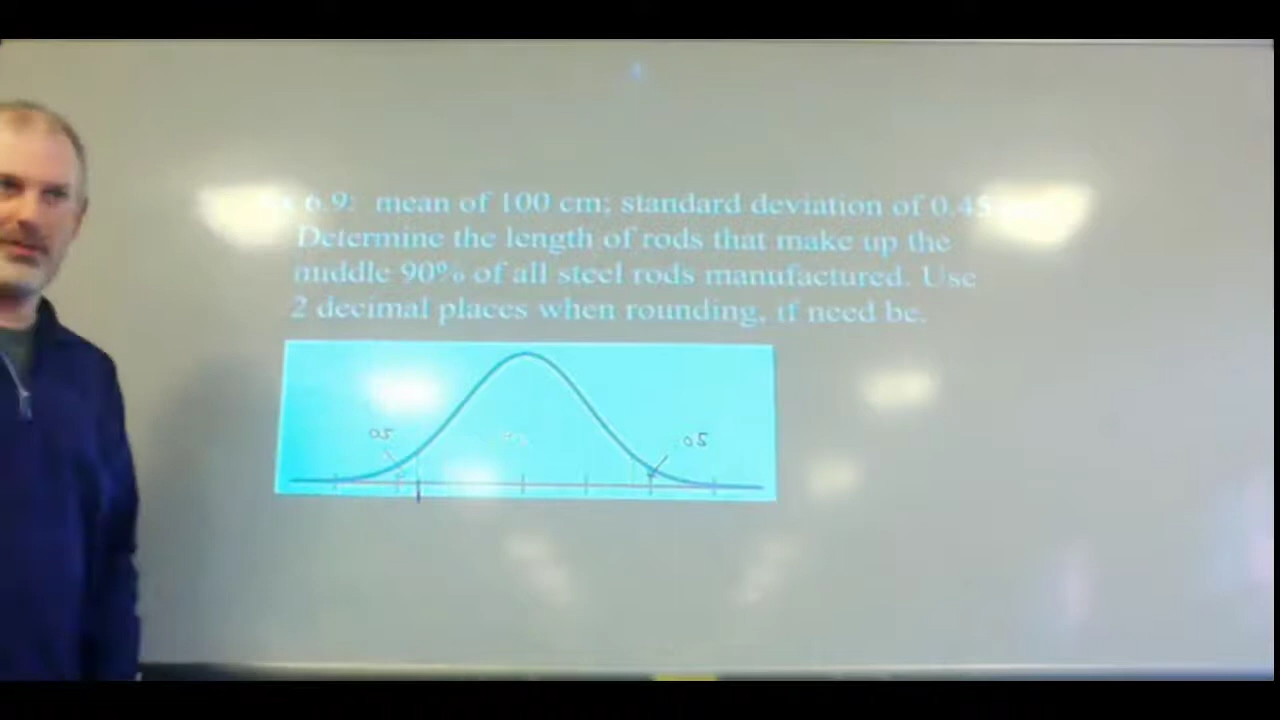 6.9: mean of 100 cm; standard deviation of 0.45
Determine the length of rods that make up the
middle 90% of all steel rods manufactured. Use
2 decimal places when rounding, if need be.
.05 .05